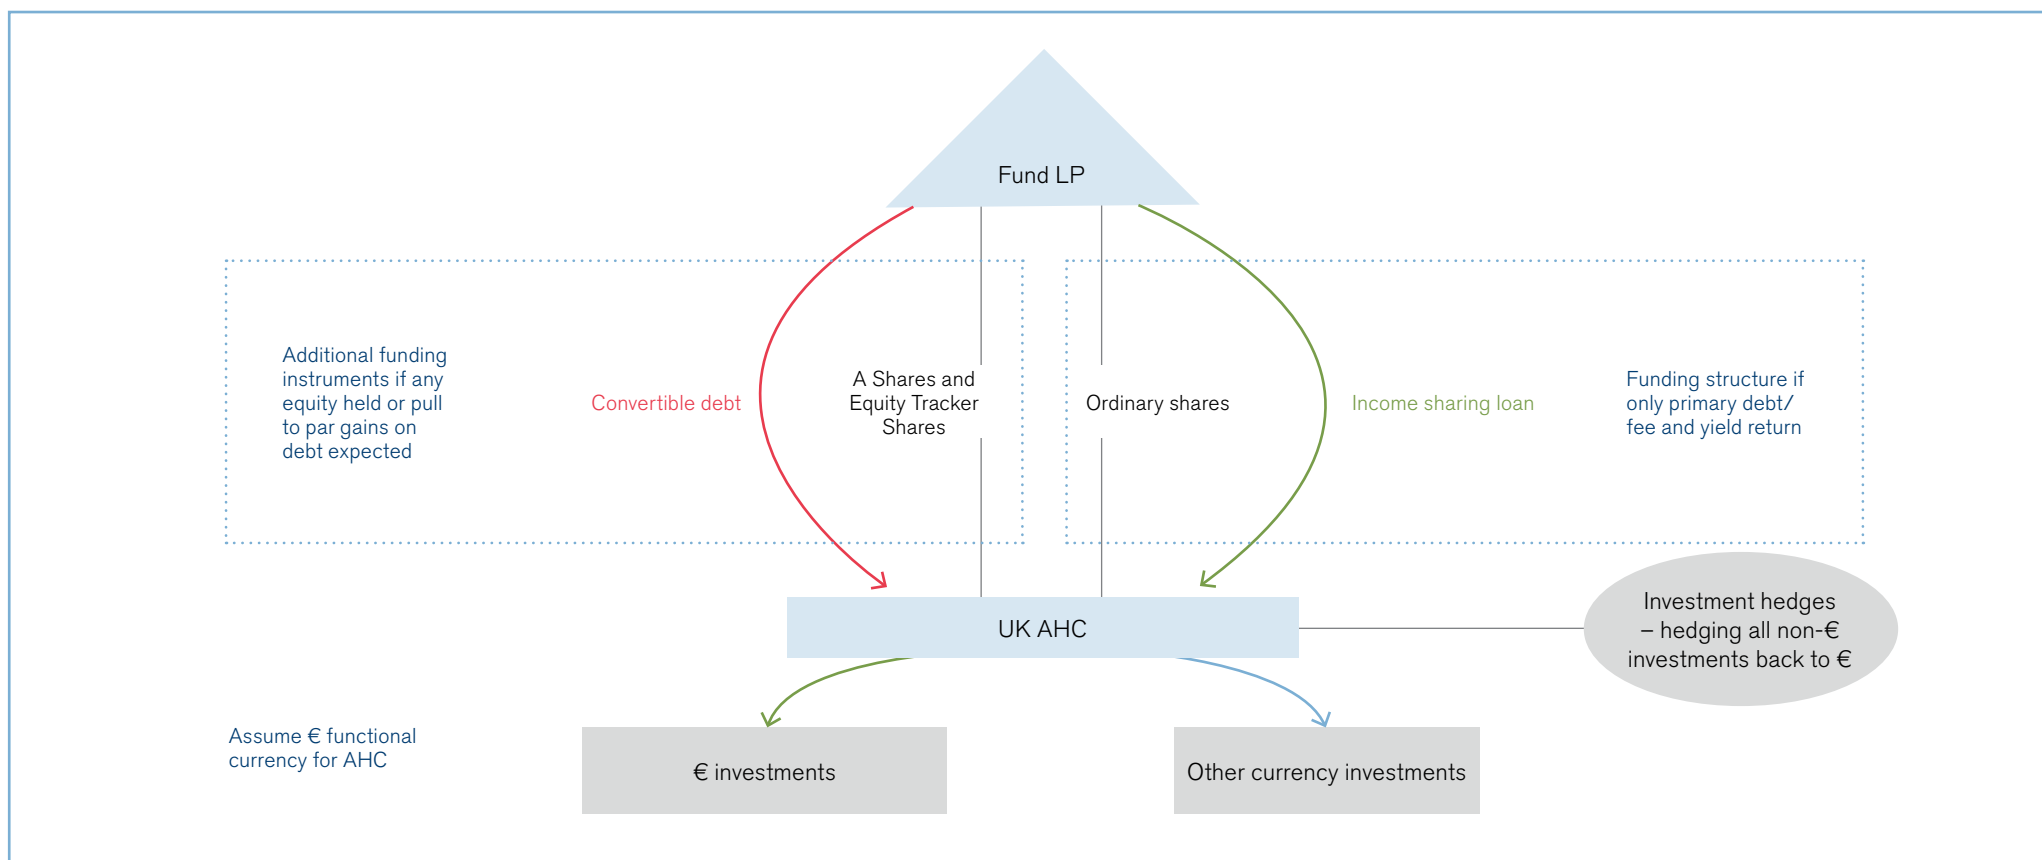 Fund LP
Additional funding
instruments if any
equity held or pull
to par gains on
debt expected
Convertible debt
A Shares and
Equity Tracker
Shares
Ordinary shares
Income sharing loan
Funding structure if
only primary debt/
fee and yield return
UK AHC
Investment hedges
– hedging all non-€
investments back to €
Assume € functional
currency for AHC
€ investments
Other currency investments